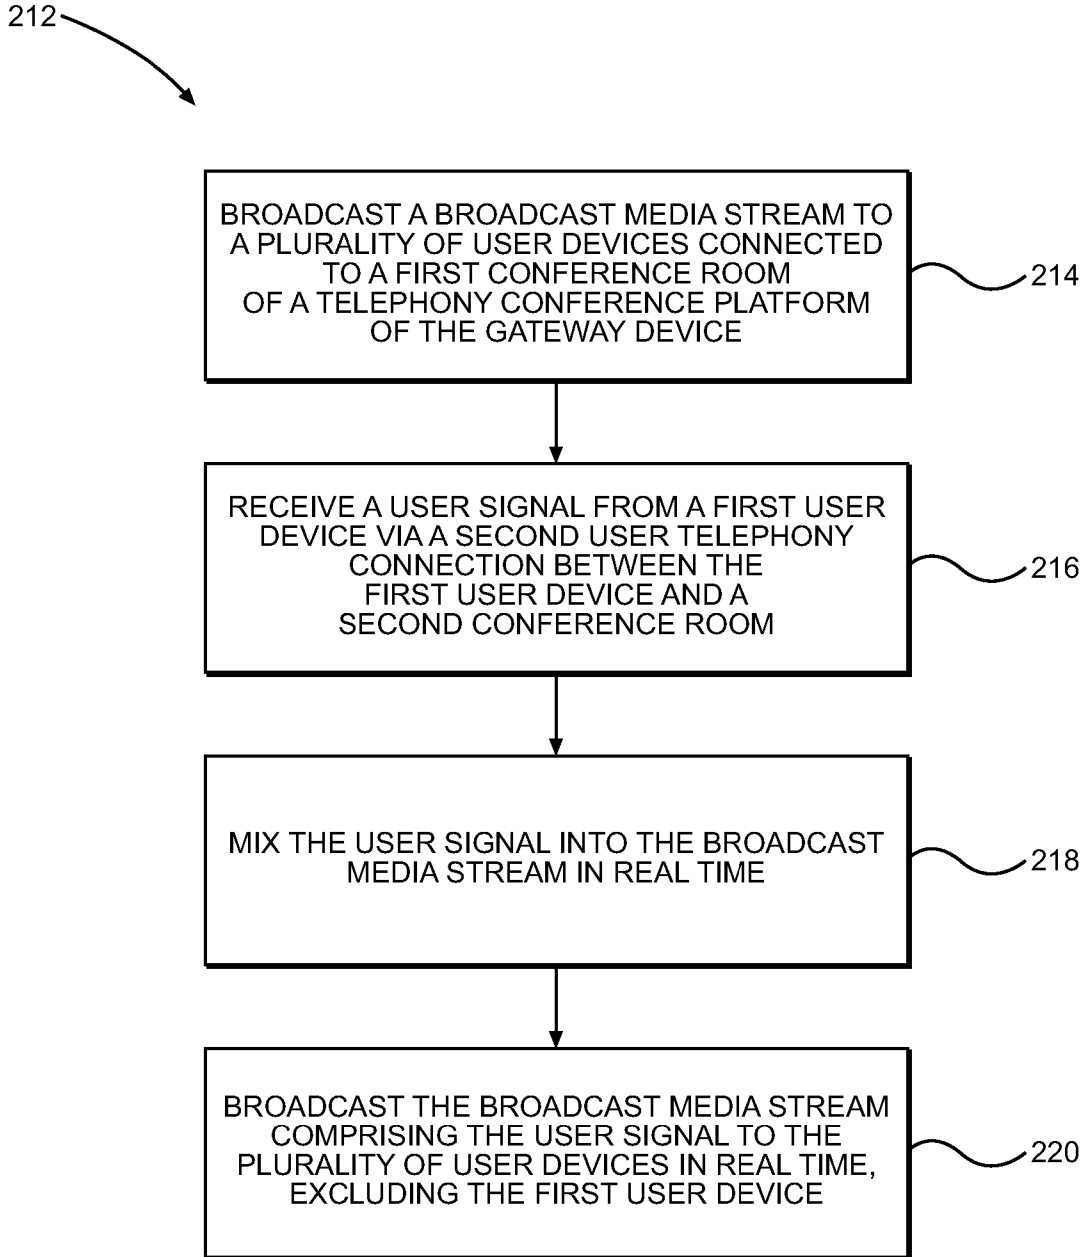 212
BROADCAST A BROADCAST MEDIA STREAM TO
A PLURALITY OF USER DEVICES CONNECTED
TO A FIRST CONFERENCE ROOM
OF A TELEPHONY CONFERENCE PLATFORM
OF THE GATEWAY DEVICE
214
RECEIVE A USER SIGNAL FROM A FIRST USER
DEVICE VIA A SECOND USER TELEPHONY
CONNECTION BETWEEN THE
FIRST USER DEVICE AND A
SECOND CONFERENCE ROOM
216
MIX THE USER SIGNAL INTO THE BROADCAST
MEDIA STREAM IN REAL TIME
218
BROADCAST THE BROADCAST MEDIA STREAM
COMPRISING THE USER SIGNAL TO THE
PLURALITY OF USER DEVICES IN REAL TIME,
EXCLUDING THE FIRST USER DEVICE
220